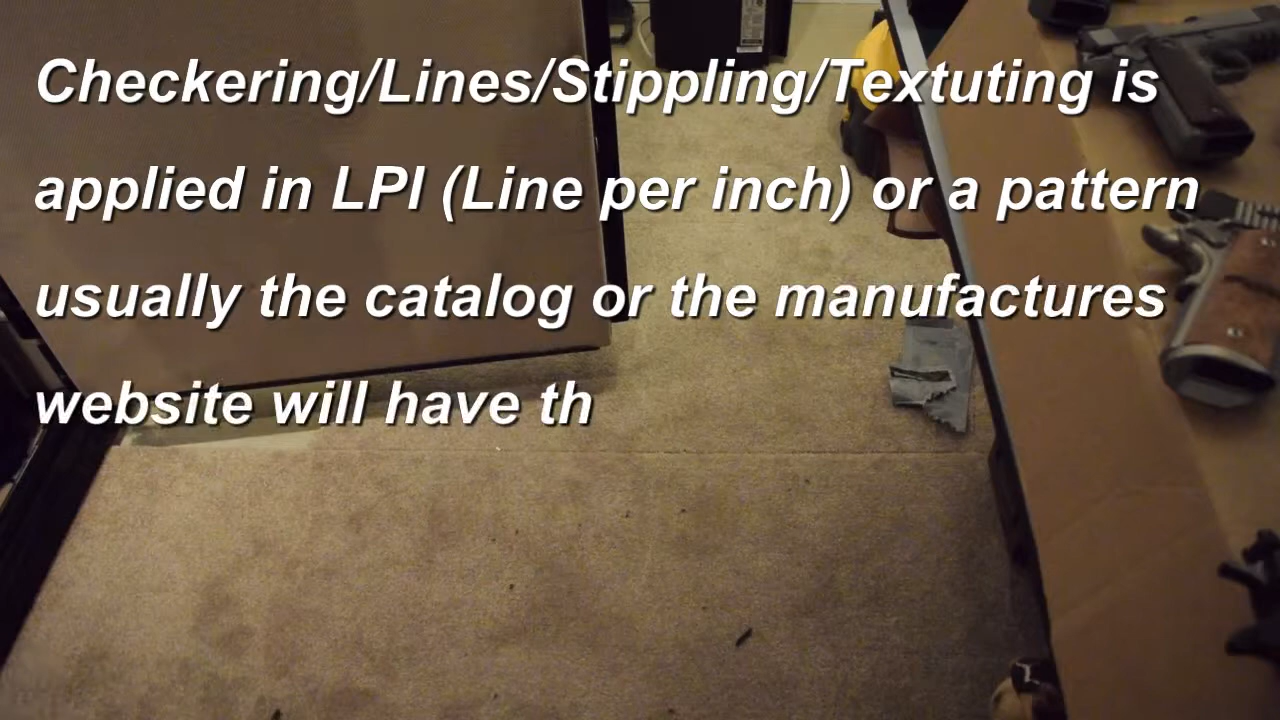 Checkering/Lines/Stippling/Textuting is
applied in LPI (Line per inch) or a pattern
usually the catalog or the manufactures
website will have th